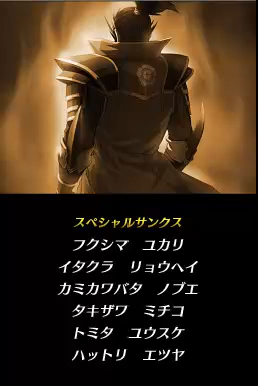 スペシャルサンクス
フクシマ　ユカリ
イタクラ　リョウヘイ
カミカワバタ　ノブエ
タキザワ　ミチコ
トミタ　ユウスケ
ハットリ　エツヤ